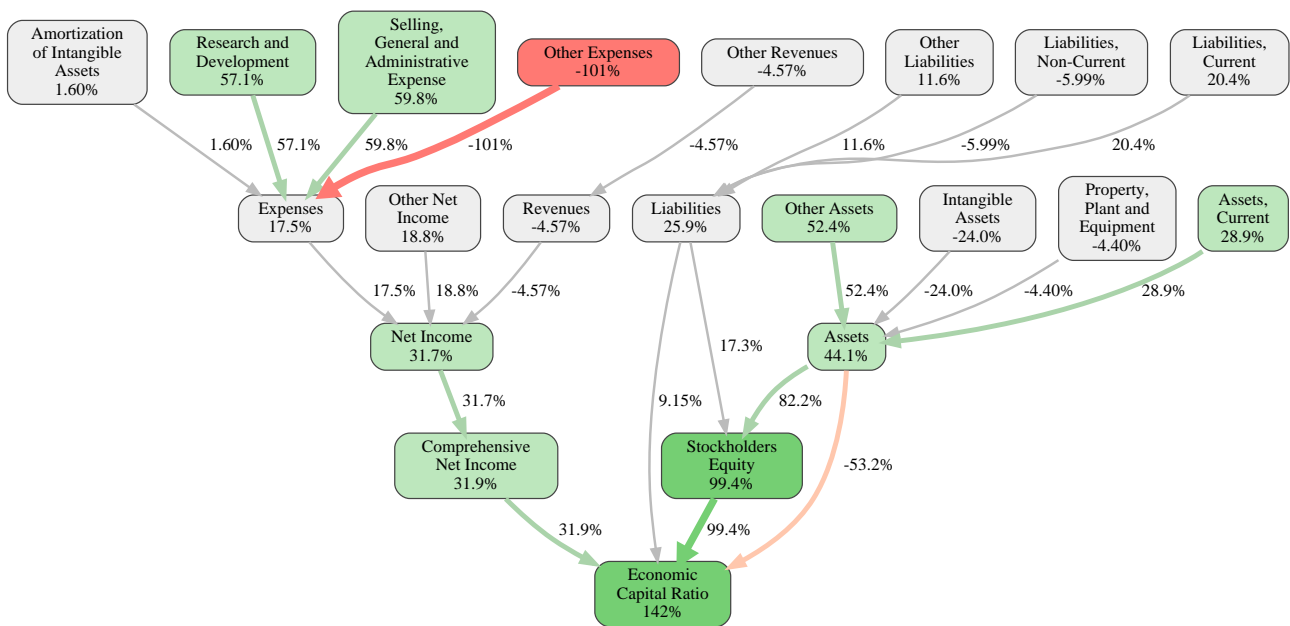 Amortization
of Intangible
Assets
1.60%
Research and
Development
57.1%
Selling,
General and
Administrative
Expense
59.8%
Other Expenses
-101%
Other Revenues
-4.57%
Other
Liabilities
11.6%
Liabilities,
Non-Current
-5.99%
Liabilities,
Current
20.4%
1.60%
57.1%
59.8%
-101%
-4.57%
11.6%
-5.99%
20.4%
Expenses
17.5%
Other Net
Income
18.8%
Revenues
-4.57%
Liabilities
25.9%
Other Assets
52.4%
Intangible
Assets
-24.0%
Property,
Plant and
Equipment
-4.40%
Assets,
Current
28.9%
17.5%
18.8%
-4.57%
52.4%
-24.0%
-4.40%
28.9%
Net Income
31.7%
17.3%
Assets
44.1%
31.7%
9.15%
82.2%
Comprehensive
Net Income
31.9%
Stockholders
Equity
99.4%
-53.2%
31.9%
99.4%
Economic
Capital Ratio
142%